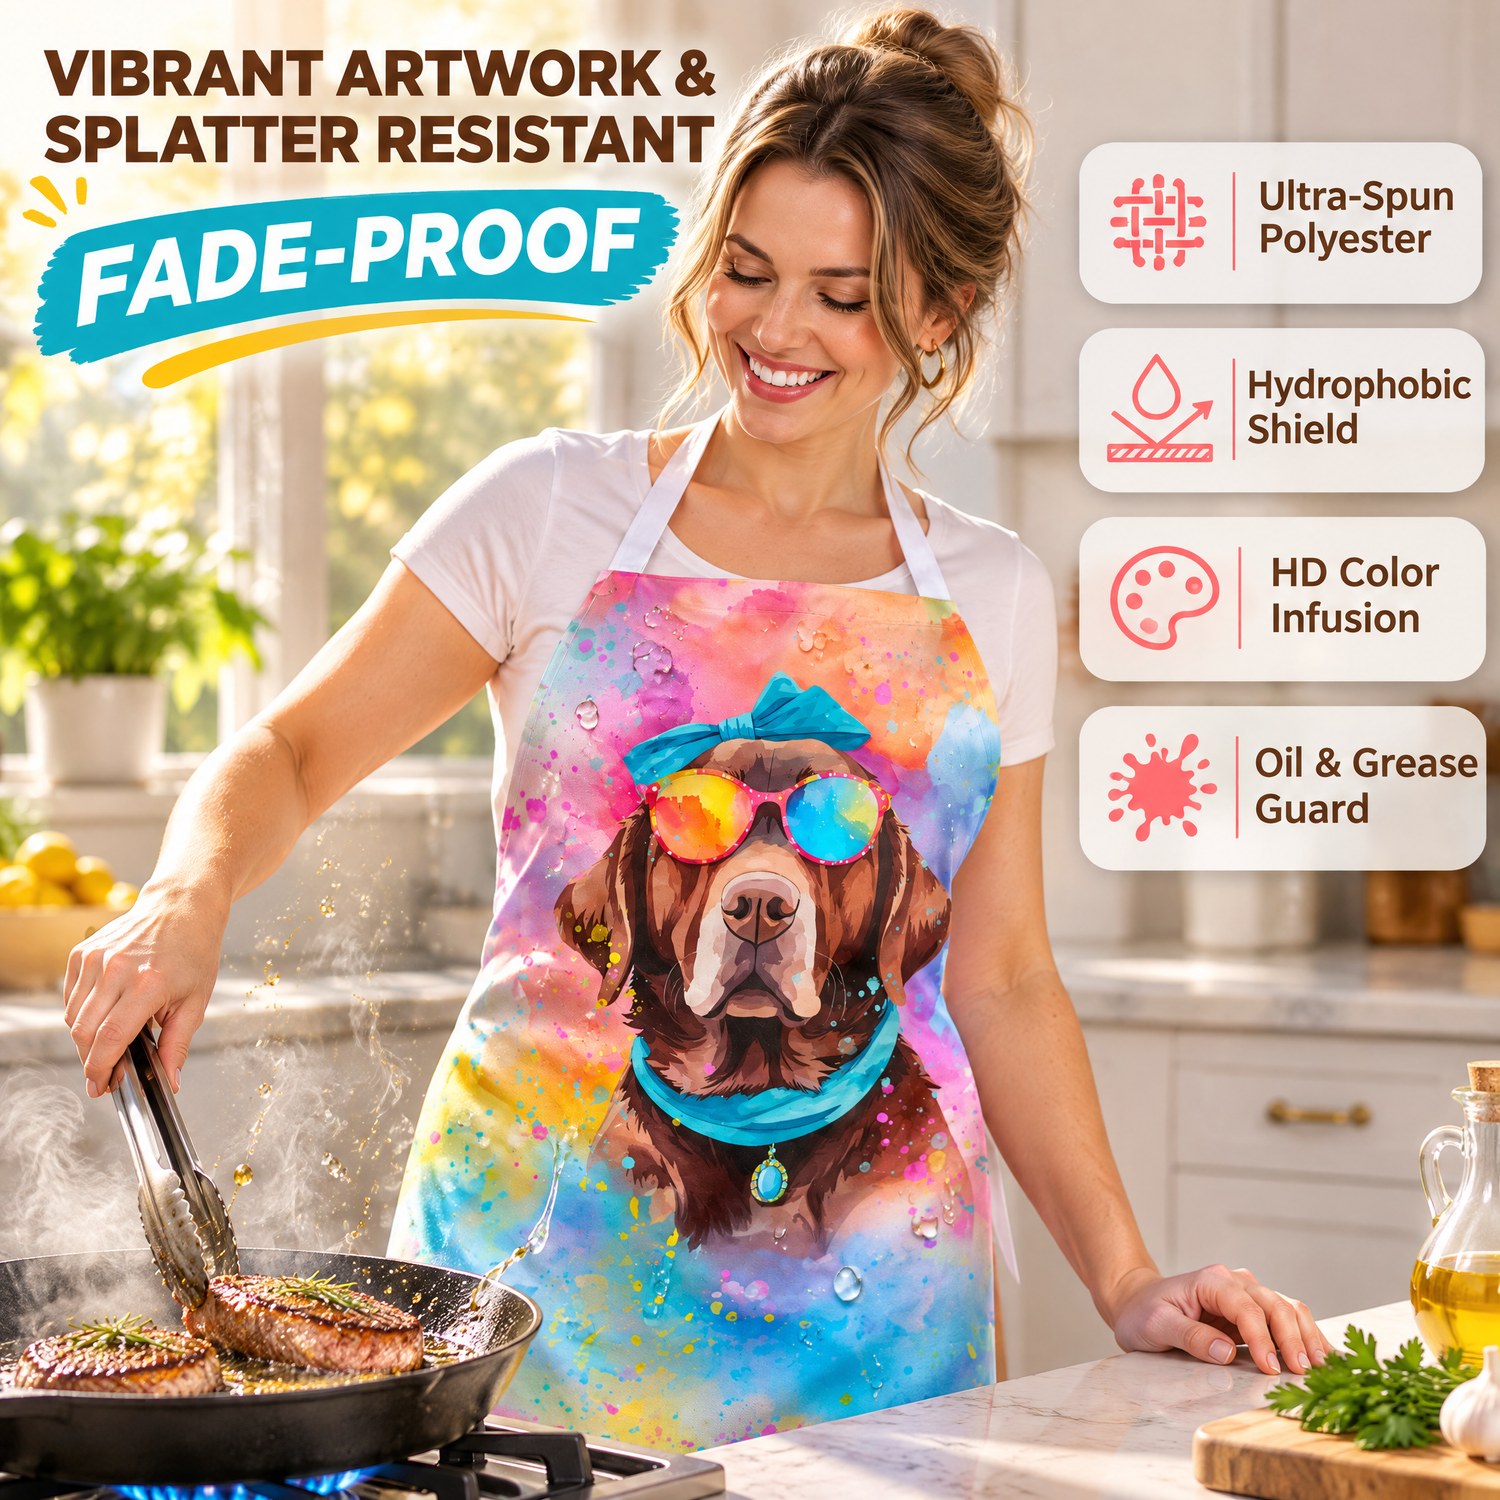 VIBRANT ARTWORK &
SPLATTER RESISTANT
FADE-PROOF
Ultra-Spun
Polyester
Hydrophobic
Shield
HD Color
Infusion
Oil & Grease
Guard